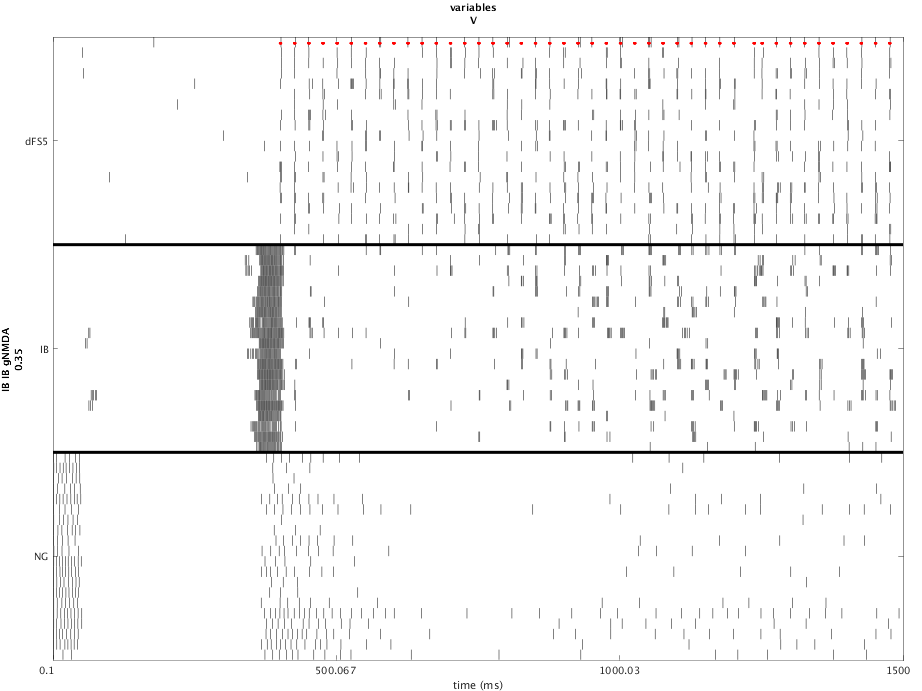 variables
V
dFS5
IB
NG
IB IB gNMDA
0.35
0.1
500.067
1000.03
1500
time (ms)